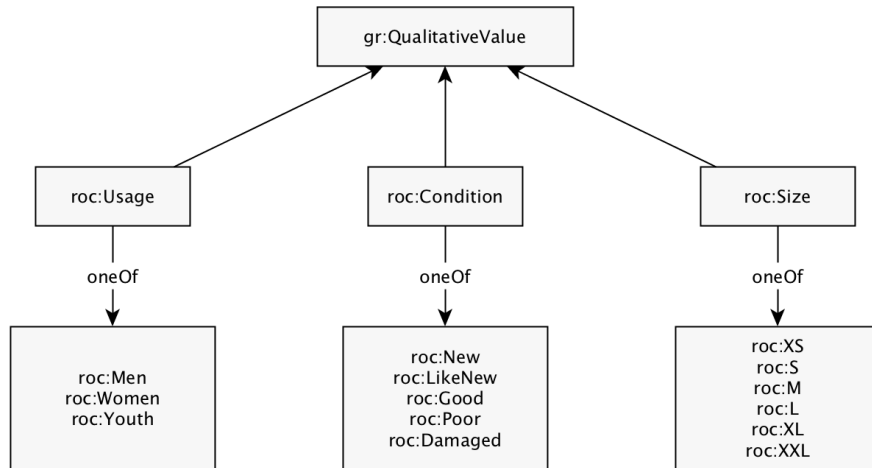 gr:QualitativeValue
roc:Usage
roc:Condition
roc:Size
oneOf
oneOf
oneOf
roc:Men
roc:Women
roc:Youth
roc:New
roc:LikeNew
roc:Good
roc:Poor
roc:Damaged
roc:XS
roc:S
roc:M
roc:L
roc:XL
roc:XXL